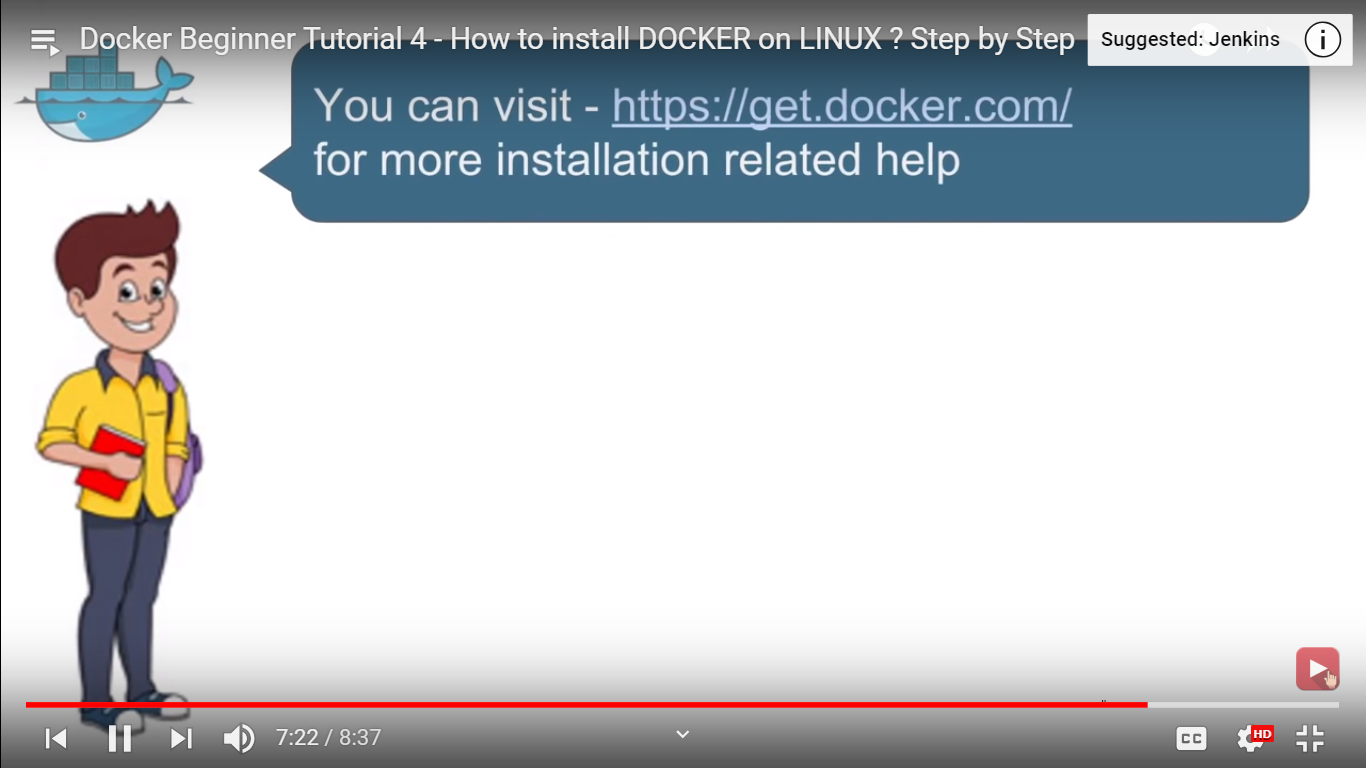 Docker Beginner Tutorial 4 - How to install DOCKER on LINUX ? Step by Step
Suggested: Jenkins
i
You can visit - https://get.docker.com/
for more installation related help
7:22 / 8:37
CC
HD